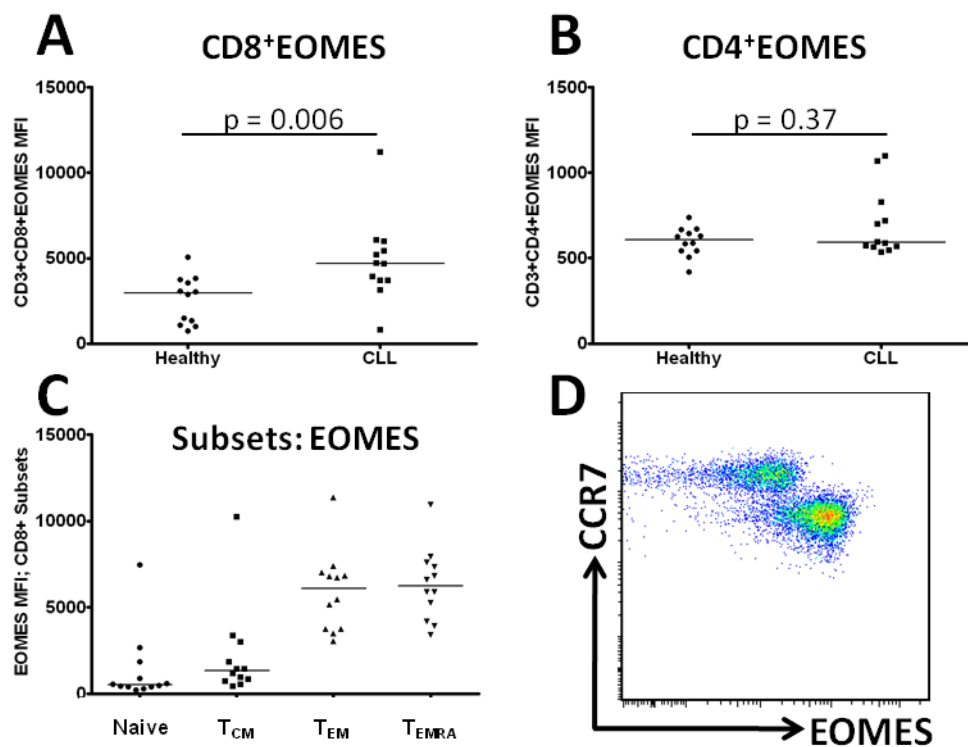 A
CD8⁺EOMES
CD3+CD8+EOMES MFI
15000
10000
5000
0
p = 0.006
Healthy
CLL
B
CD4⁺EOMES
CD3+CD4+EOMES MFI
1500
1000
500
0
p = 0.37
Healthy
CLL
C
Subsets: EOMES
EOMES MFI; CD8+ Subsets
15000
10000
5000
0
Naive
TCM
TEM
TEMRA
D
CCR7
EOMES